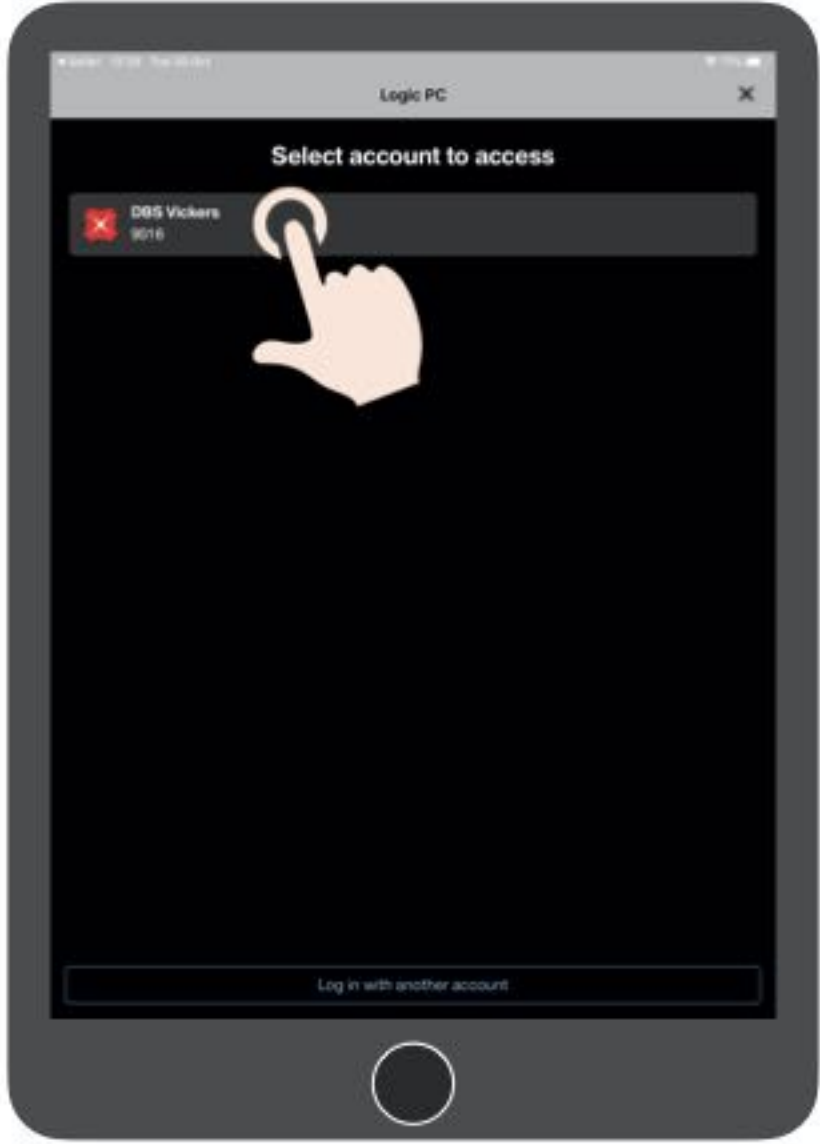 Logic PC
Select account to access
DBS Vickers
9016
Log in with another account